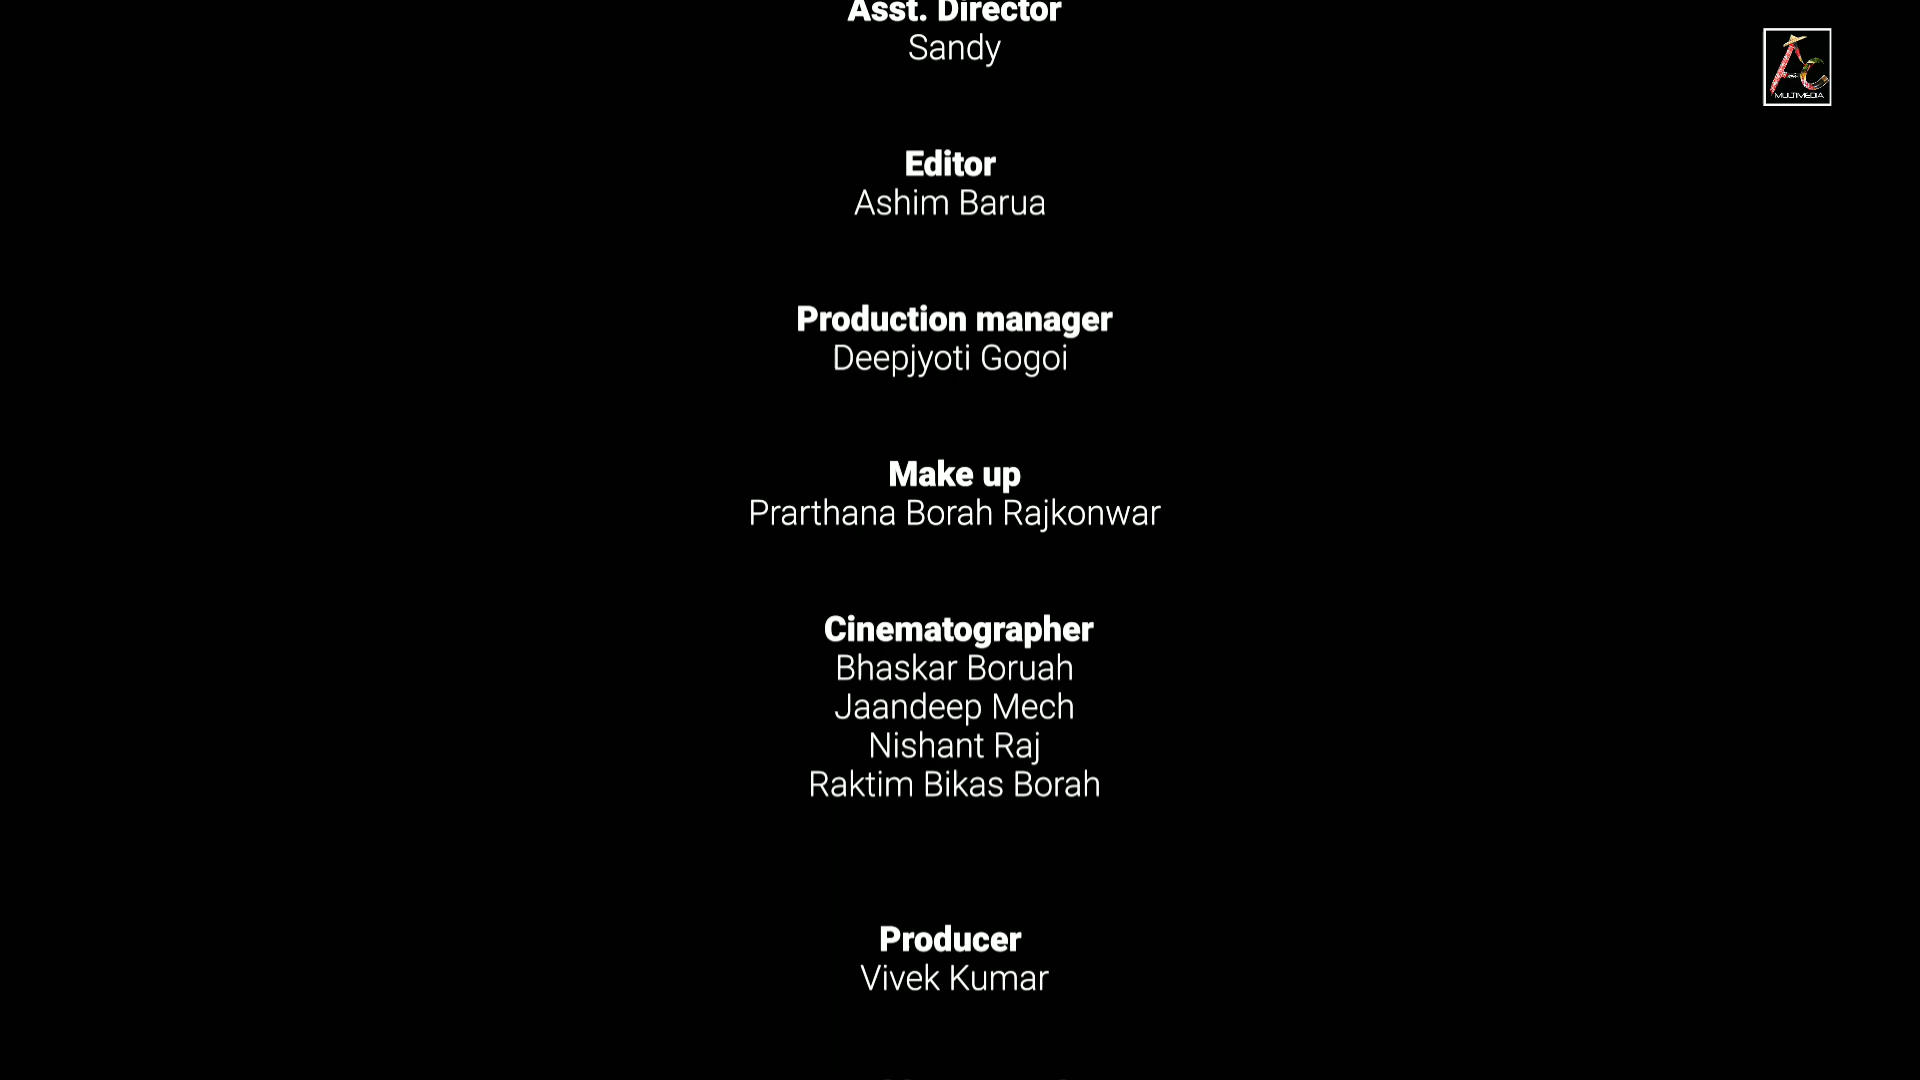 Asst. Director
Sandy
Editor
Ashim Barua
Production manager
Deepjyoti Gogoi
Make up
Prarthana Borah Rajkonwar
Cinematographer
Bhaskar Boruah
Jaandeep Mech
Nishant Raj
Raktim Bikas Borah
Producer
Vivek Kumar
MULTIMEDIA